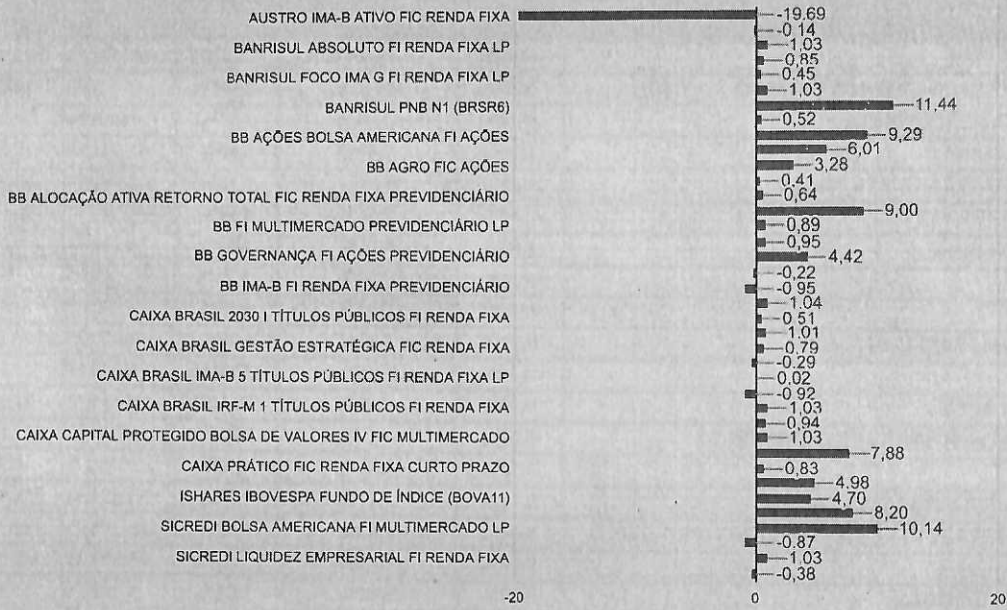 AUSTRO IMA-B ATIVO FIC RENDA FIXA -19.69
-0.14
BANRISUL ABSOLUTO FI RENDA FIXA LP 1,03
0,85
BANRISUL FOCO IMA G FI RENDA FIXA LP 0,45
1,03
BANRISUL PNB N1 (BRSR6) 11,44
0,52
BB AÇÕES BOLSA AMERICANA FI AÇÕES 9,29
6,01
BB AGRO FIC AÇÕES 3,28
0,41
BB ALOCAÇÃO ATIVA RETORNO TOTAL FIC RENDA FIXA PREVIDENCIÁRIO 0,64
9,00
BB FI MULTIMERCADO PREVIDENCIÁRIO LP 0,89
0,95
BB GOVERNANÇA FI AÇÕES PREVIDENCIÁRIO 4,42
-0,22
BB IMA-B FI RENDA FIXA PREVIDENCIÁRIO -0,95
1,04
CAIXA BRASIL 2030 I TÍTULOS PÚBLICOS FI RENDA FIXA 0,51
1,01
CAIXA BRASIL GESTÃO ESTRATÉGICA FIC RENDA FIXA 0,79
-0,29
CAIXA BRASIL IMA-B 5 TÍTULOS PÚBLICOS FI RENDA FIXA LP 0,02
-0,92
CAIXA BRASIL IRF-M 1 TÍTULOS PÚBLICOS FI RENDA FIXA 1,03
0,94
CAIXA CAPITAL PROTEGIDO BOLSA DE VALORES IV FIC MULTIMERCADO 1,03
7,88
CAIXA PRÁTICO FIC RENDA FIXA CURTO PRAZO 0,83
4,98
ISHARES IBOVESPA FUNDO DE ÍNDICE (BOVA11) 4,70
8,20
SICREDI BOLSA AMERICANA FI MULTIMERCADO LP 10,14
-0,87
SICREDI LIQUIDEZ EMPRESARIAL FI RENDA FIXA 1,03
-0,38
-20 0 20